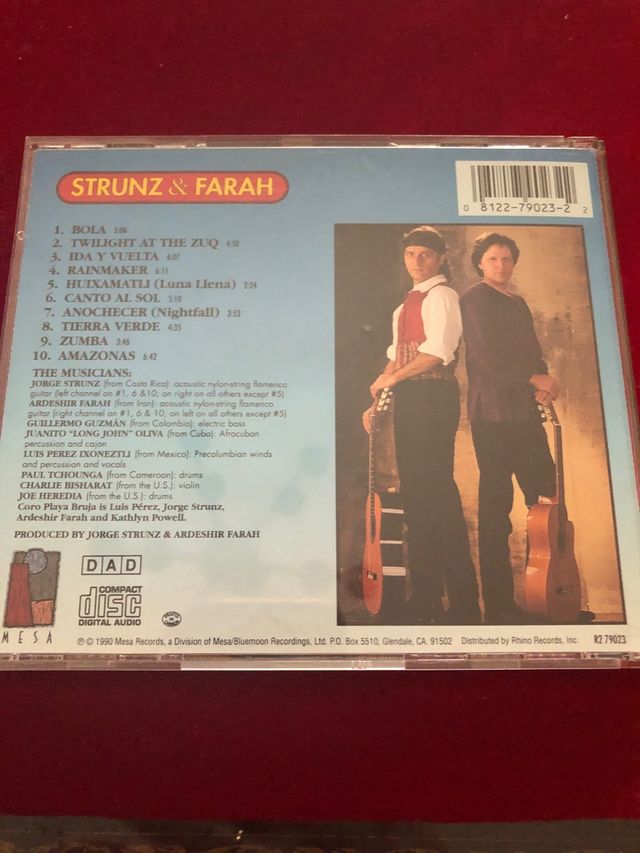 STRUNZ & FARAH
0 8122-79023-2 2
1. BOLA 5:08
2. TWILIGHT AT THE ZUQ 4:50
3. IDA Y VUELTA 4:07
4. RAINMAKER 6:11
5. HUIXAMATLI (Luna Llena) 2:24
6. CANTO AL SOL 5:10
7. ANOCHECER (Nightfall) 3:53
8. TIERRA VERDE 4:25
9. ZUMBA 3:46
10. AMAZONAS 6:42
THE MUSICIANS:
JORGE STRUNZ (from Costa Rica): acoustic nylon-string flamenco
guitar (left channel on #1, 6 &10; on right on all others except #5)
ARDESHIR FARAH (from Iran): acoustic nylon-string flamenco
guitar (right channel on #1, 6 & 10; on left on all others except #5)
GUILLERMO GUZMÁN (from Colombia): electric bass
JUANITO "LONG JOHN" OLIVA (from Cuba): Afrocuban
percussion and cajon
LUIS PEREZ IXONEZTLI (from Mexico): Precolumbian winds
and percussion and vocals
PAUL TCHOUNGA (from Cameroon): drums
CHARLIE BISHARAT (from the U.S.): violin
JOE HEREDIA (from the U.S.): drums
Coro Playa Bruja is Luis Pérez, Jorge Strunz,
Ardeshir Farah and Kathlyn Powell.
PRODUCED BY JORGE STRUNZ & ARDESHIR FARAH
DAD
COMPACT
disc
DIGITAL AUDIO
MESA
℗ © 1990 Mesa Records, a Division of Mesa/Bluemoon Recordings, Ltd. P.O. Box 5510, Glendale, CA. 91502 Distributed by Rhino Records, Inc. R2 79023